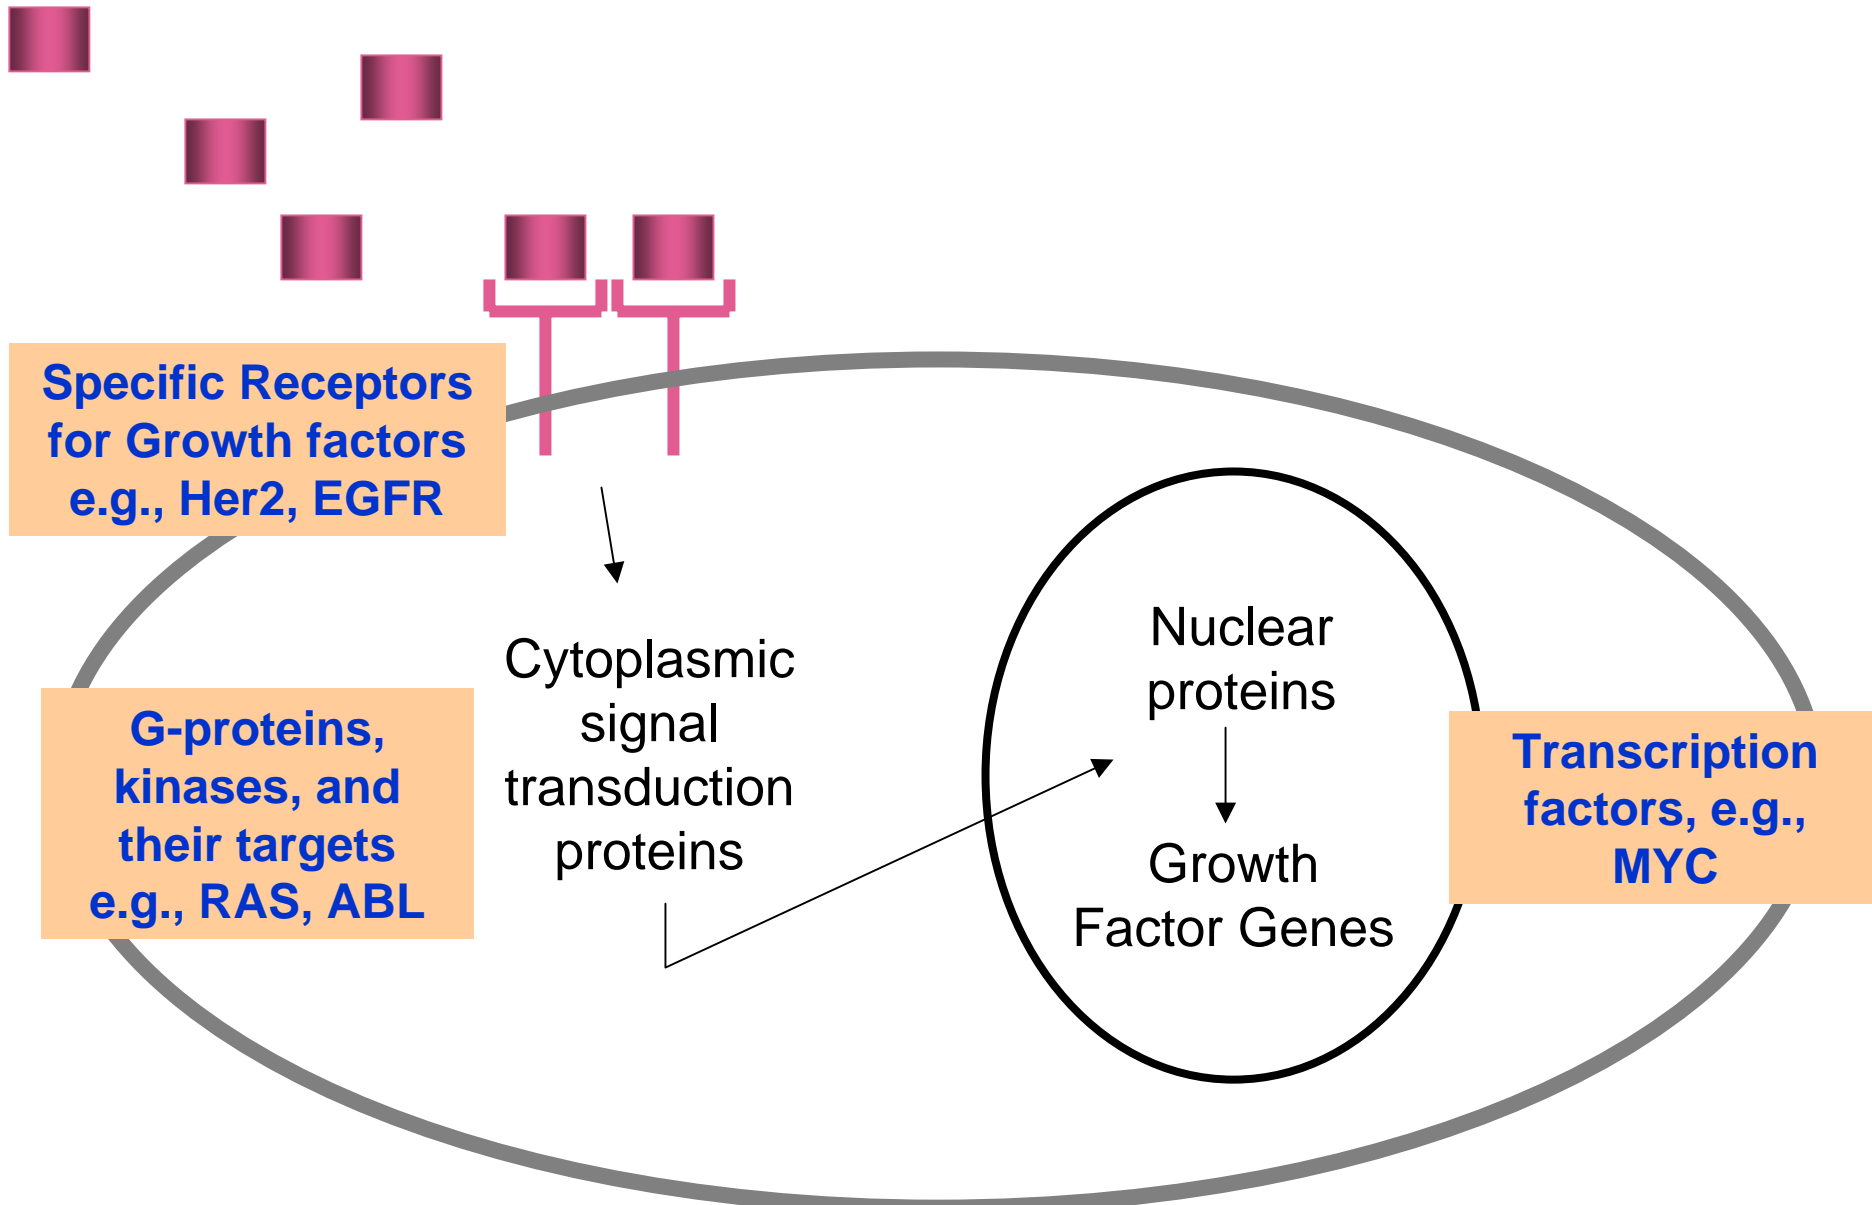 Specific Receptors
for Growth factors
e.g., Her2, EGFR
Cytoplasmic
signal
transduction
proteins
G-proteins,
kinases, and
their targets
e.g., RAS, ABL
Nuclear
proteins
Growth
Factor Genes
Transcription
factors, e.g.,
MYC